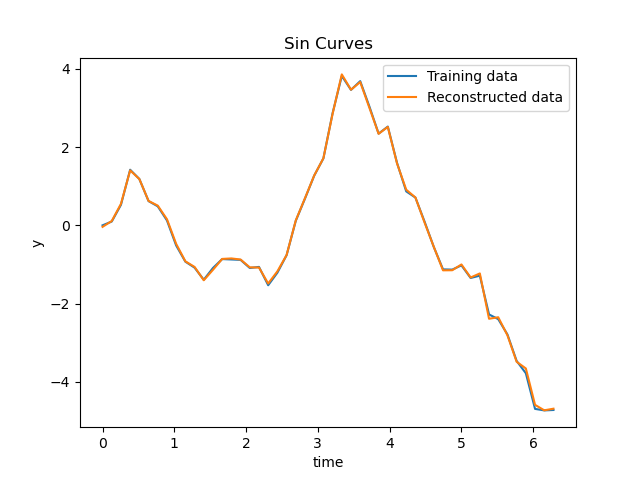 Sin Curves
Training data
Reconstructed data
4
2
0
−2
−4
y
0 1 2 3 4 5 6
time